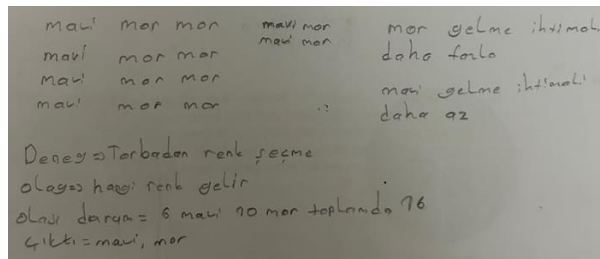 mavi mor mor
mavi mor mor
mavi mor mor
mavi mor mor
mavi mor
mavi mor
mor gelme ihtimali
daha fazla
mavi gelme ihtimali
daha az
Deney=>Torbadan renk seçme
olay=>hangi renk gelir
olası durum= 6 mavi 10 mor toplamda 16
Çıktı=mavi, mor